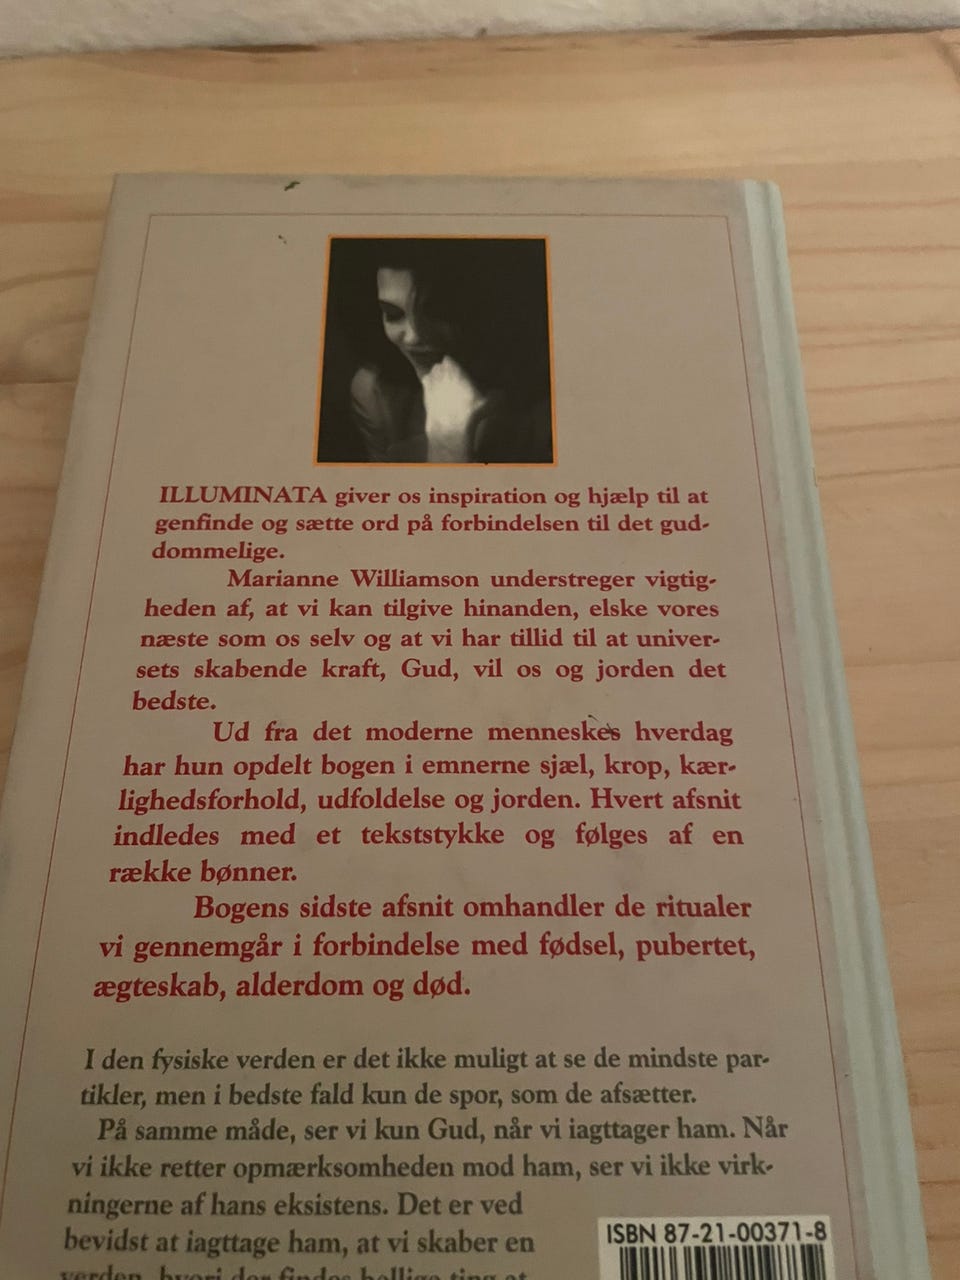 ILLUMINATA giver os inspiration og hjælp til at
genfinde og sætte ord på forbindelsen til det gud-
dommelige.
Marianne Williamson understreger vigtig-
heden af, at vi kan tilgive hinanden, elske vores
næste som os selv og at vi har tillid til at univer-
sets skabende kraft, Gud, vil os og jorden det
bedste.
Ud fra det moderne menneskes hverdag
har hun opdelt bogen i emnerne sjæl, krop, kær-
lighedsforhold, udfoldelse og jorden. Hvert afsnit
indledes med et tekststykke og følges af en
række bønner.
Bogens sidste afsnit omhandler de ritualer
vi gennemgår i forbindelse med fødsel, pubertet,
ægteskab, alderdom og død.
I den fysiske verden er det ikke muligt at se de mindste par-
tikler, men i bedste fald kun de spor, som de afsætter.
På samme måde, ser vi kun Gud, når vi iagttager ham. Når
vi ikke retter opmærksomheden mod ham, ser vi ikke virk-
ningerne af hans eksistens. Det er ved
bevidst at iagttage ham, at vi skaber en
verden, hvori der findes hellige ting at
ISBN 87-21-00371-8